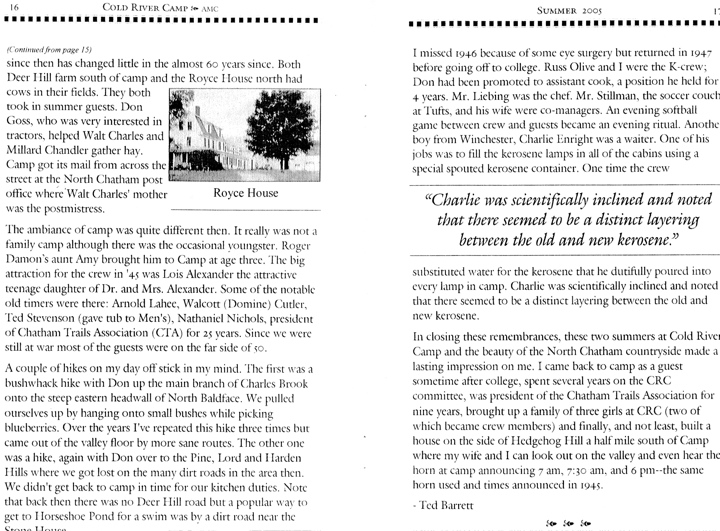 16
COLD RIVER CAMP AMC
(Continued from page 15)
since then has changed little in the almost 60 years since. Both
Deer Hill farm south of camp and the Royce House north had
cows in their fields. They both
took in summer guests. Don
Goss, who was very interested in
tractors, helped Walt Charles and
Millard Chandler gather hay.
Camp got its mail from across the
street at the North Chatham post
office where Walt Charles' mother
was the postmistress.
Royce House
The ambiance of camp was quite different then. It really was not a
family camp although there was the occasional youngster. Roger
Damon's aunt Amy brought him to Camp at age three. The big
attraction for the crew in '45 was Lois Alexander the attractive
teenage daughter of Dr. and Mrs. Alexander. Some of the notable
old timers were there: Arnold Lahee, Walcott (Domine) Cutler,
Ted Stevenson (gave tub to Men's), Nathaniel Nichols, president
of Chatham Trails Association (CTA) for 25 years. Since we were
still at war most of the guests were on the far side of 50.
A couple of hikes on my day off stick in my mind. The first was a
bushwhack hike with Don up the main branch of Charles Brook
onto the steep eastern headwall of North Baldface. We pulled
ourselves up by hanging onto small bushes while picking
blueberries. Over the years I've repeated this hike three times but
came out of the valley floor by more sane routes. The other one
was a hike, again with Don over to the Pine, Lord and Harden
Hills where we got lost on the many dirt roads in the area then.
We didn't get back to camp in time for our kitchen duties. Note
that back then there was no Deer Hill road but a popular way to
get to Horseshoe Pond for a swim was by a dirt road near the
Stone House
SUMMER 2005
17
I missed 1946 because of some eye surgery but returned in 1947
before going off to college. Russ Olive and I were the K-crew;
Don had been promoted to assistant cook, a position he held for
4 years. Mr. Liebing was the chef. Mr. Stillman, the soccer couch
at Tufts, and his wife were co-managers. An evening softball
game between crew and guests became an evening ritual. Anothe
boy from Winchester, Charlie Enright was a waiter. One of his
jobs was to fill the kerosene lamps in all of the cabins using a
special spouted kerosene container. One time the crew
"Charlie was scientifically inclined and noted
that there seemed to be a distinct layering
between the old and new kerosene."
substituted water for the kerosene that he dutifully poured into
every lamp in camp. Charlie was scientifically inclined and noted
that there seemed to be a distinct layering between the old and
new kerosene.
In closing these remembrances, these two summers at Cold River
Camp and the beauty of the North Chatham countryside made a
lasting impression on me. I came back to camp as a guest
sometime after college, spent several years on the CRC
committee, was president of the Chatham Trails Association for
nine years, brought up a family of three girls at CRC (two of
which became crew members) and finally, and not least, built a
house on the side of Hedgehog Hill a half mile south of Camp
where my wife and I can look out on the valley and even hear the
horn at camp announcing 7 am, 7:30 am, and 6 pm--the same
horn used and times announced in 1945.
- Ted Barrett